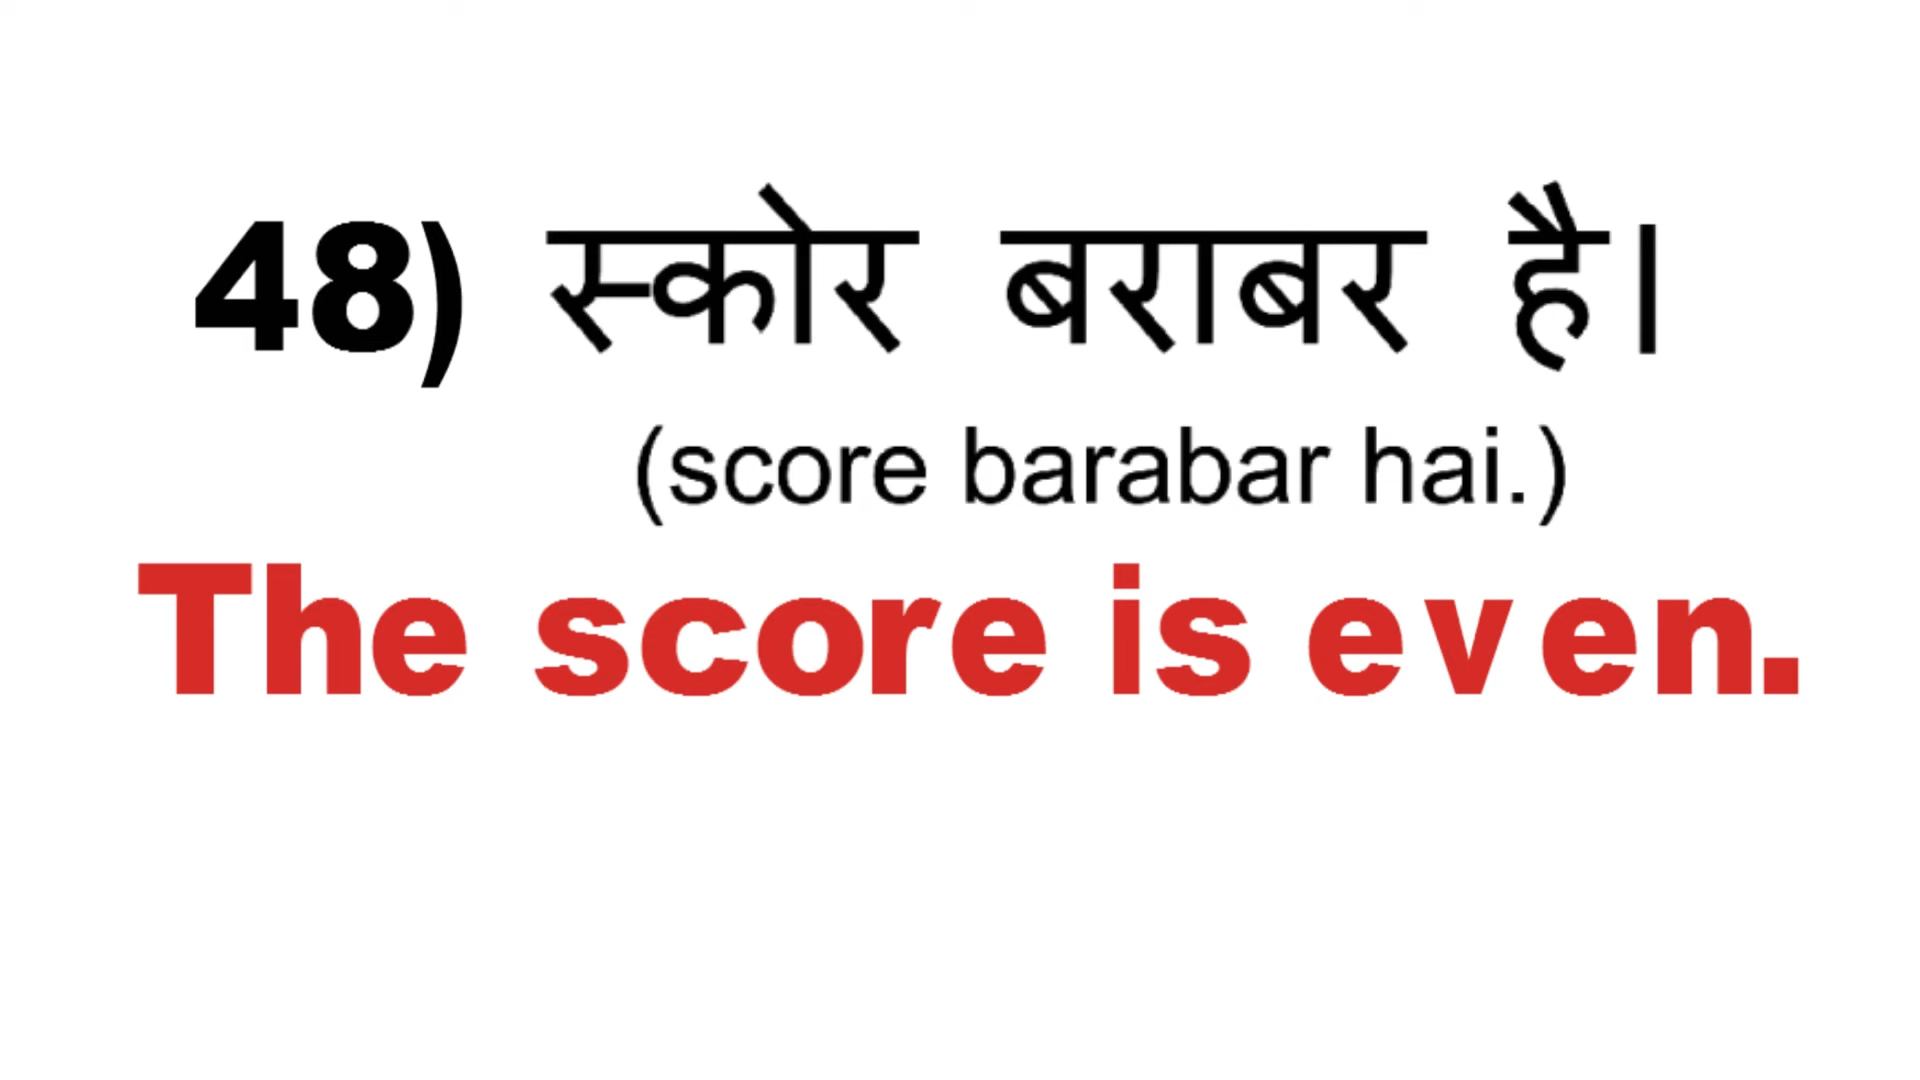 48) स्कोर बराबर है।
(score barabar hai.)
The score is even.